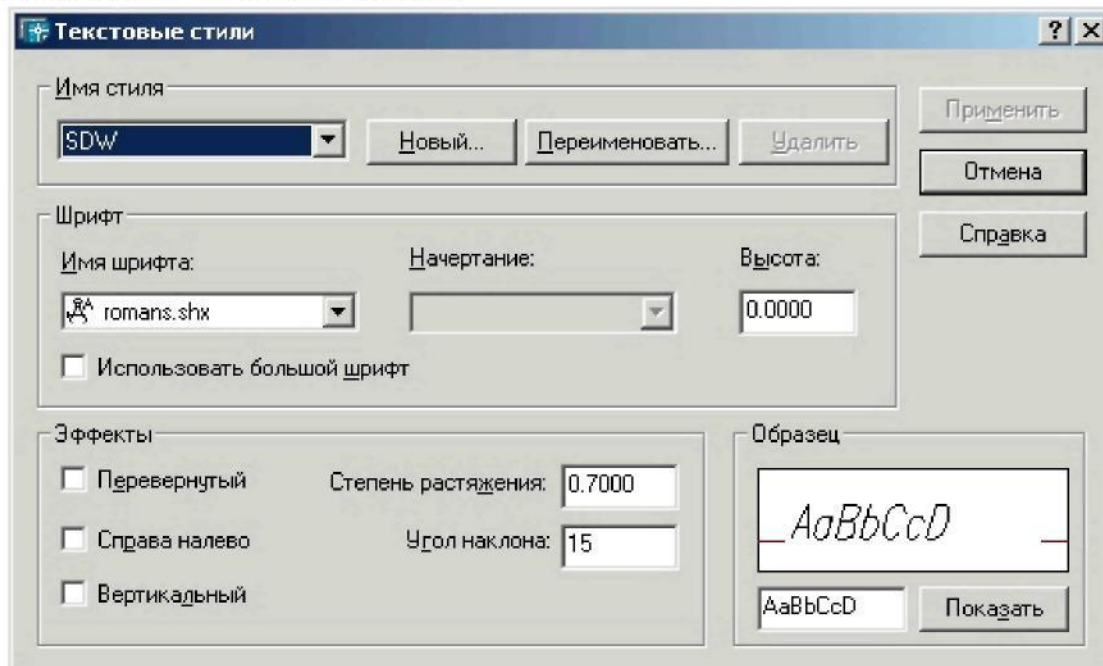 Текстовые стили
Имя стиля
SDW
Новый...
Переименовать...
Удалить
Применить
Отмена
Справка
Шрифт
Имя шрифта:
Начертание:
Высота:
romans.shx
0.0000
Использовать большой шрифт
Эффекты
Перевернутый
Степень растяжения: 0.7000
Справа налево
Угол наклона: 15
Вертикальный
Образец
AaBbCcD
AaBbCcD
Показать